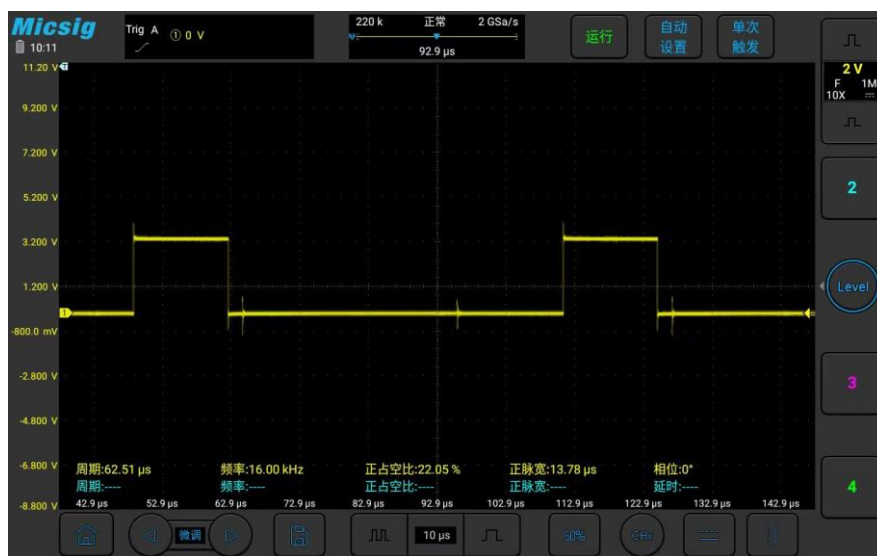 Micsig
10:11
Trig A ① 0 V
220 k 正常 2 GSa/s
92.9 µs
运行
自动设置
单次触发
2 V
F 1M
10X
11.20 V
9.200 V
7.200 V
5.200 V
3.200 V
1.200 V
-800.0 mV
-2.800 V
-4.800 V
-6.800 V
-8.800 V
1
2
Level
3
4
周期:62.51 µs 频率:16.00 kHz 正占空比:22.05 % 正脉宽:13.78 µs 相位:0°
周期:---- 频率:---- 正占空比:---- 正脉宽:---- 延时:----
42.9 µs 52.9 µs 62.9 µs 72.9 µs 82.9 µs 92.9 µs 102.9 µs 112.9 µs 122.9 µs 132.9 µs 142.9 µs
微调
10 µs
50%